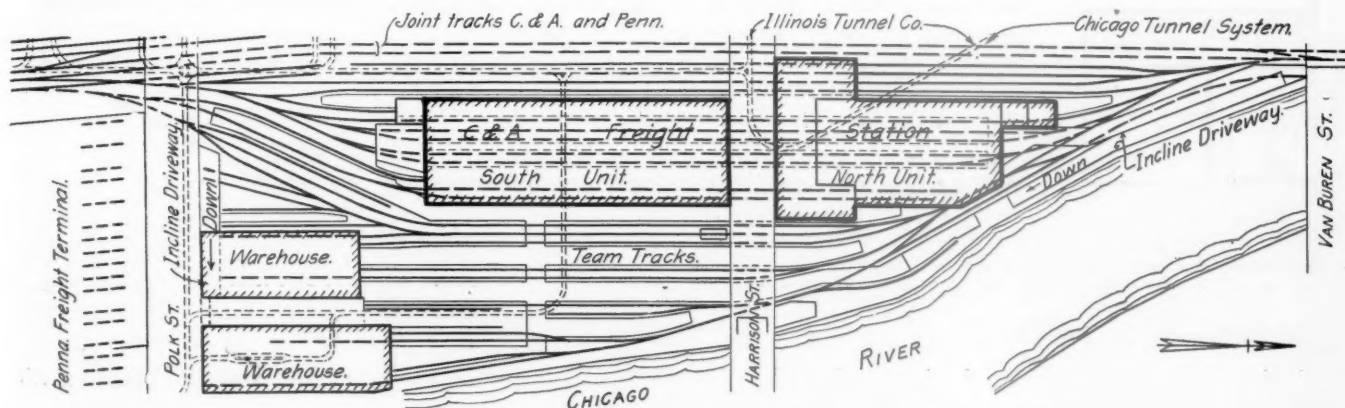 Joint tracks C. & A. and Penn.
Illinois Tunnel Co.
Chicago Tunnel System.
C. & A. Freight Station
South Unit. North Unit.
Incline Driveway.
Down
VAN BUREN ST.
Penna. Freight Terminal.
POLK ST.
Incline Driveway
Down
Warehouse.
Team Tracks.
HARRISON ST.
Warehouse.
CHICAGO RIVER